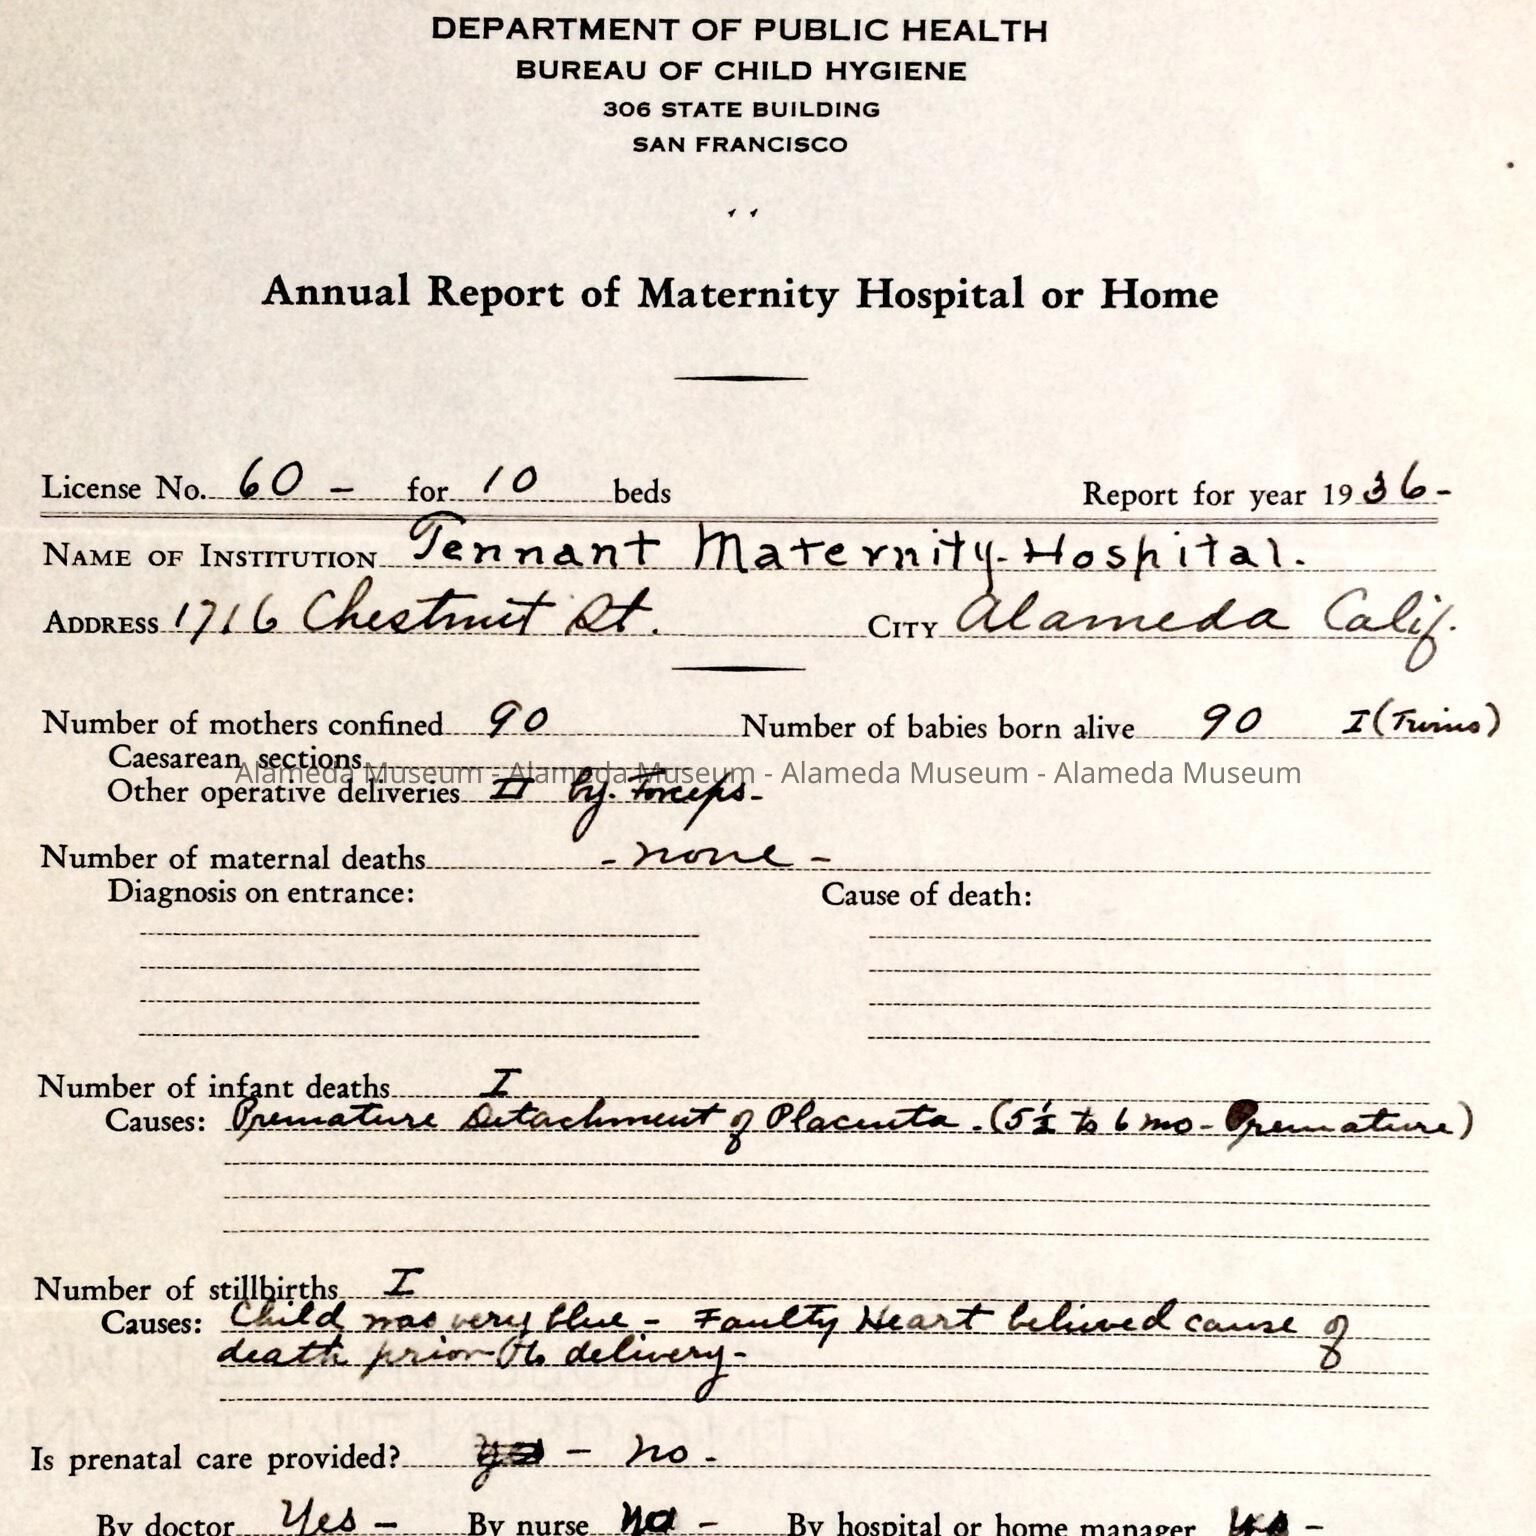 DEPARTMENT OF PUBLIC HEALTH
BUREAU OF CHILD HYGIENE
306 STATE BUILDING
SAN FRANCISCO
Annual Report of Maternity Hospital or Home
License No. 60 - for 10 beds Report for year 1936-
NAME OF INSTITUTION Tennant Maternity-Hospital.
ADDRESS 1716 Chestnut St. CITY Alameda Calif.
Number of mothers confined 90 Number of babies born alive 90 I (Twins)
Caesarean sections
Alameda Museum - Alameda Museum - Alameda Museum - Alameda Museum
Other operative deliveries II by Forceps-
Number of maternal deaths - none -
Diagnosis on entrance: Cause of death:
Number of infant deaths I
Causes: Premature Detachment of Placenta. (5½ to 6 mo- Premature)
Number of stillbirths I
Causes: Child was very blue - Faulty Heart believed cause of
death prior to delivery-
Is prenatal care provided? yes - no -
By doctor Yes - By nurse no - By hospital or home manager